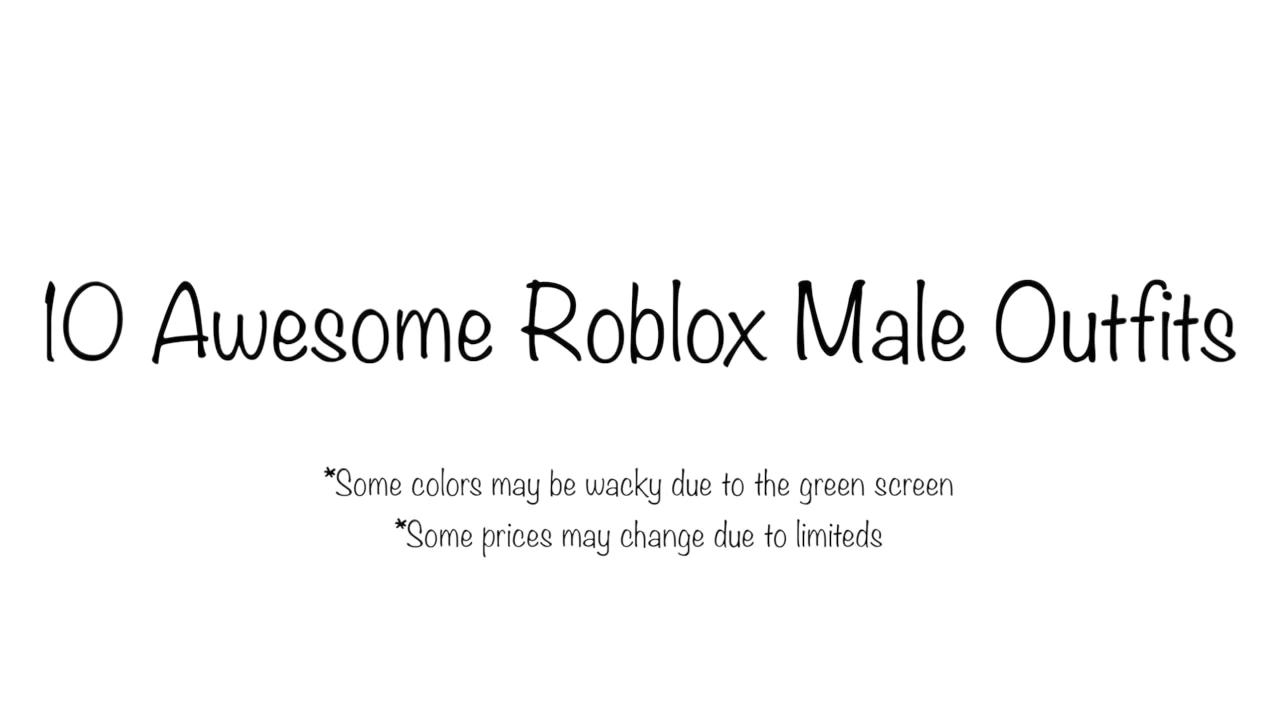 10 Awesome Roblox Male Outfits
*Some colors may be wacky due to the green screen
*Some prices may change due to limiteds